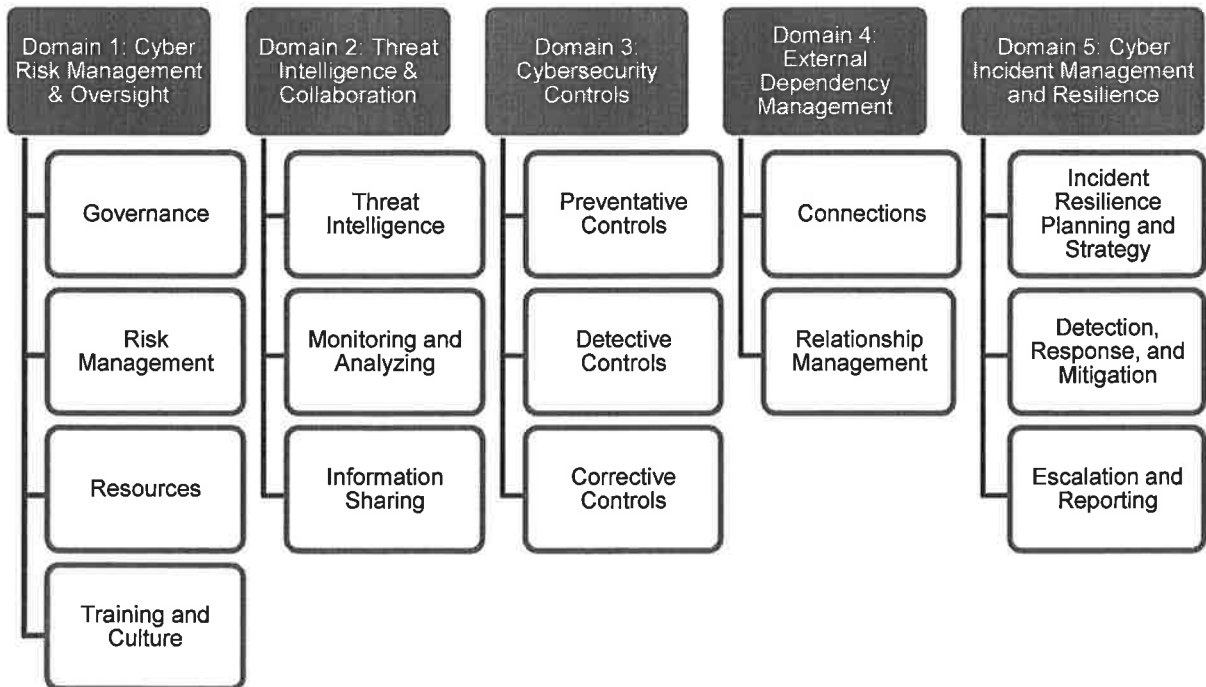 Domain 1: Cyber
Risk Management
& Oversight
Governance
Risk
Management
Resources
Training and
Culture
Domain 2: Threat
Intelligence &
Collaboration
Threat
Intelligence
Monitoring and
Analyzing
Information
Sharing
Domain 3:
Cybersecurity
Controls
Preventative
Controls
Detective
Controls
Corrective
Controls
Domain 4:
External
Dependency
Management
Connections
Relationship
Management
Domain 5: Cyber
Incident Management
and Resilience
Incident
Resilience
Planning and
Strategy
Detection,
Response, and
Mitigation
Escalation and
Reporting